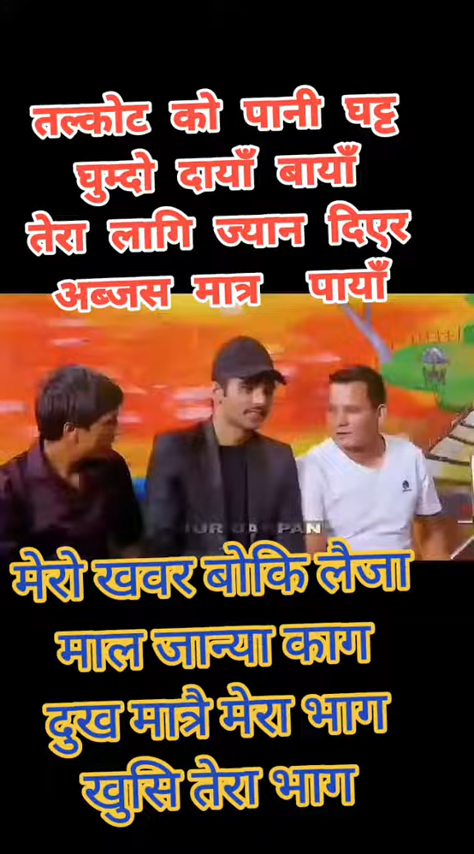 तल्कोट को पानी घट्ट
घुम्दो दायाँ बायाँ
तेरा लागि ज्यान दिएर
अब्जस मात्र पायाँ
मेरो खवर बोकि लैजा
माल जान्या काग
दुख मात्रै मेरा भाग
खुसि तेरा भाग